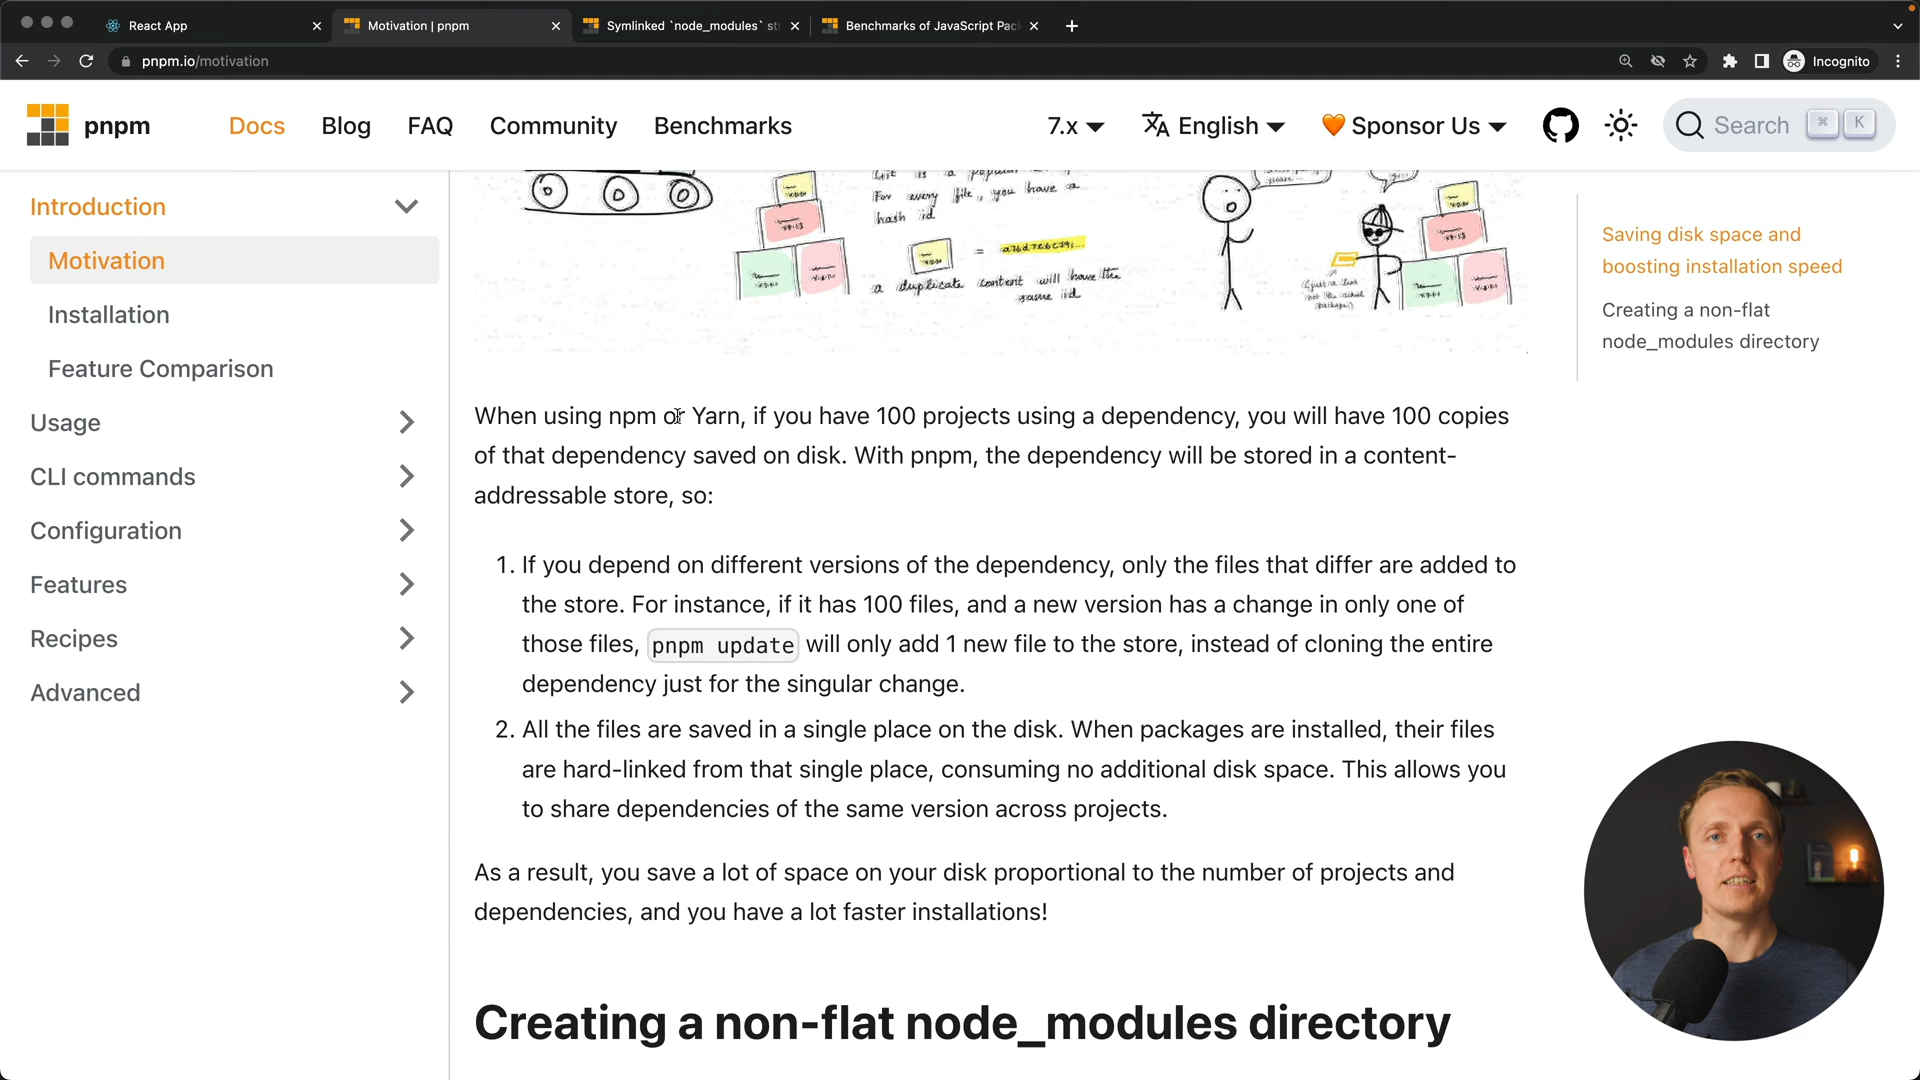 React App
Motivation | pnpm
Symlinked `node_modules` str
Benchmarks of JavaScript Pac
pnpm.io/motivation
Incognito
pnpm
Docs
Blog
FAQ
Community
Benchmarks
7.x
English
Sponsor Us
Search
⌘
K
Introduction
Motivation
Installation
Feature Comparison
Usage
CLI commands
Configuration
Features
Recipes
Advanced
For every file, you have a
hash id
=
a duplicate content will have the
same id
When using npm or Yarn, if you have 100 projects using a dependency, you will have 100 copies
of that dependency saved on disk. With pnpm, the dependency will be stored in a content-
addressable store, so:
1. If you depend on different versions of the dependency, only the files that differ are added to
the store. For instance, if it has 100 files, and a new version has a change in only one of
those files, pnpm update will only add 1 new file to the store, instead of cloning the entire
dependency just for the singular change.
2. All the files are saved in a single place on the disk. When packages are installed, their files
are hard-linked from that single place, consuming no additional disk space. This allows you
to share dependencies of the same version across projects.
As a result, you save a lot of space on your disk proportional to the number of projects and
dependencies, and you have a lot faster installations!
Creating a non-flat node_modules directory
Saving disk space and
boosting installation speed
Creating a non-flat
node_modules directory